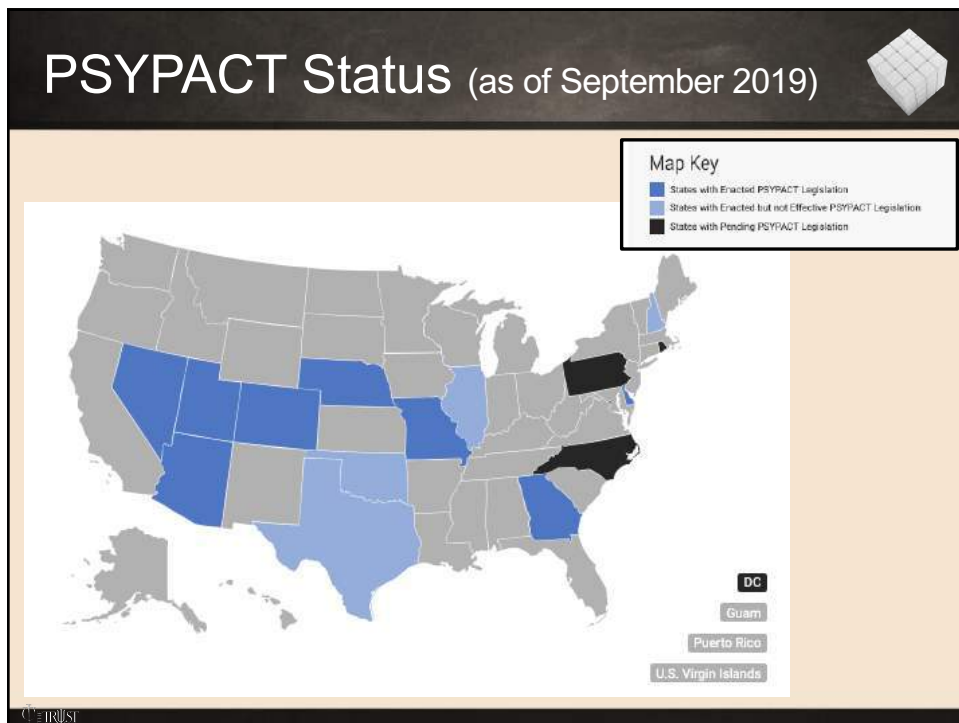 PSYPACT Status (as of September 2019)
Map Key
States with Enacted PSYPACT Legislation
States with Enacted but not Effective PSYPACT Legislation
States with Pending PSYPACT Legislation
DC
Guam
Puerto Rico
U.S. Virgin Islands
TRUST